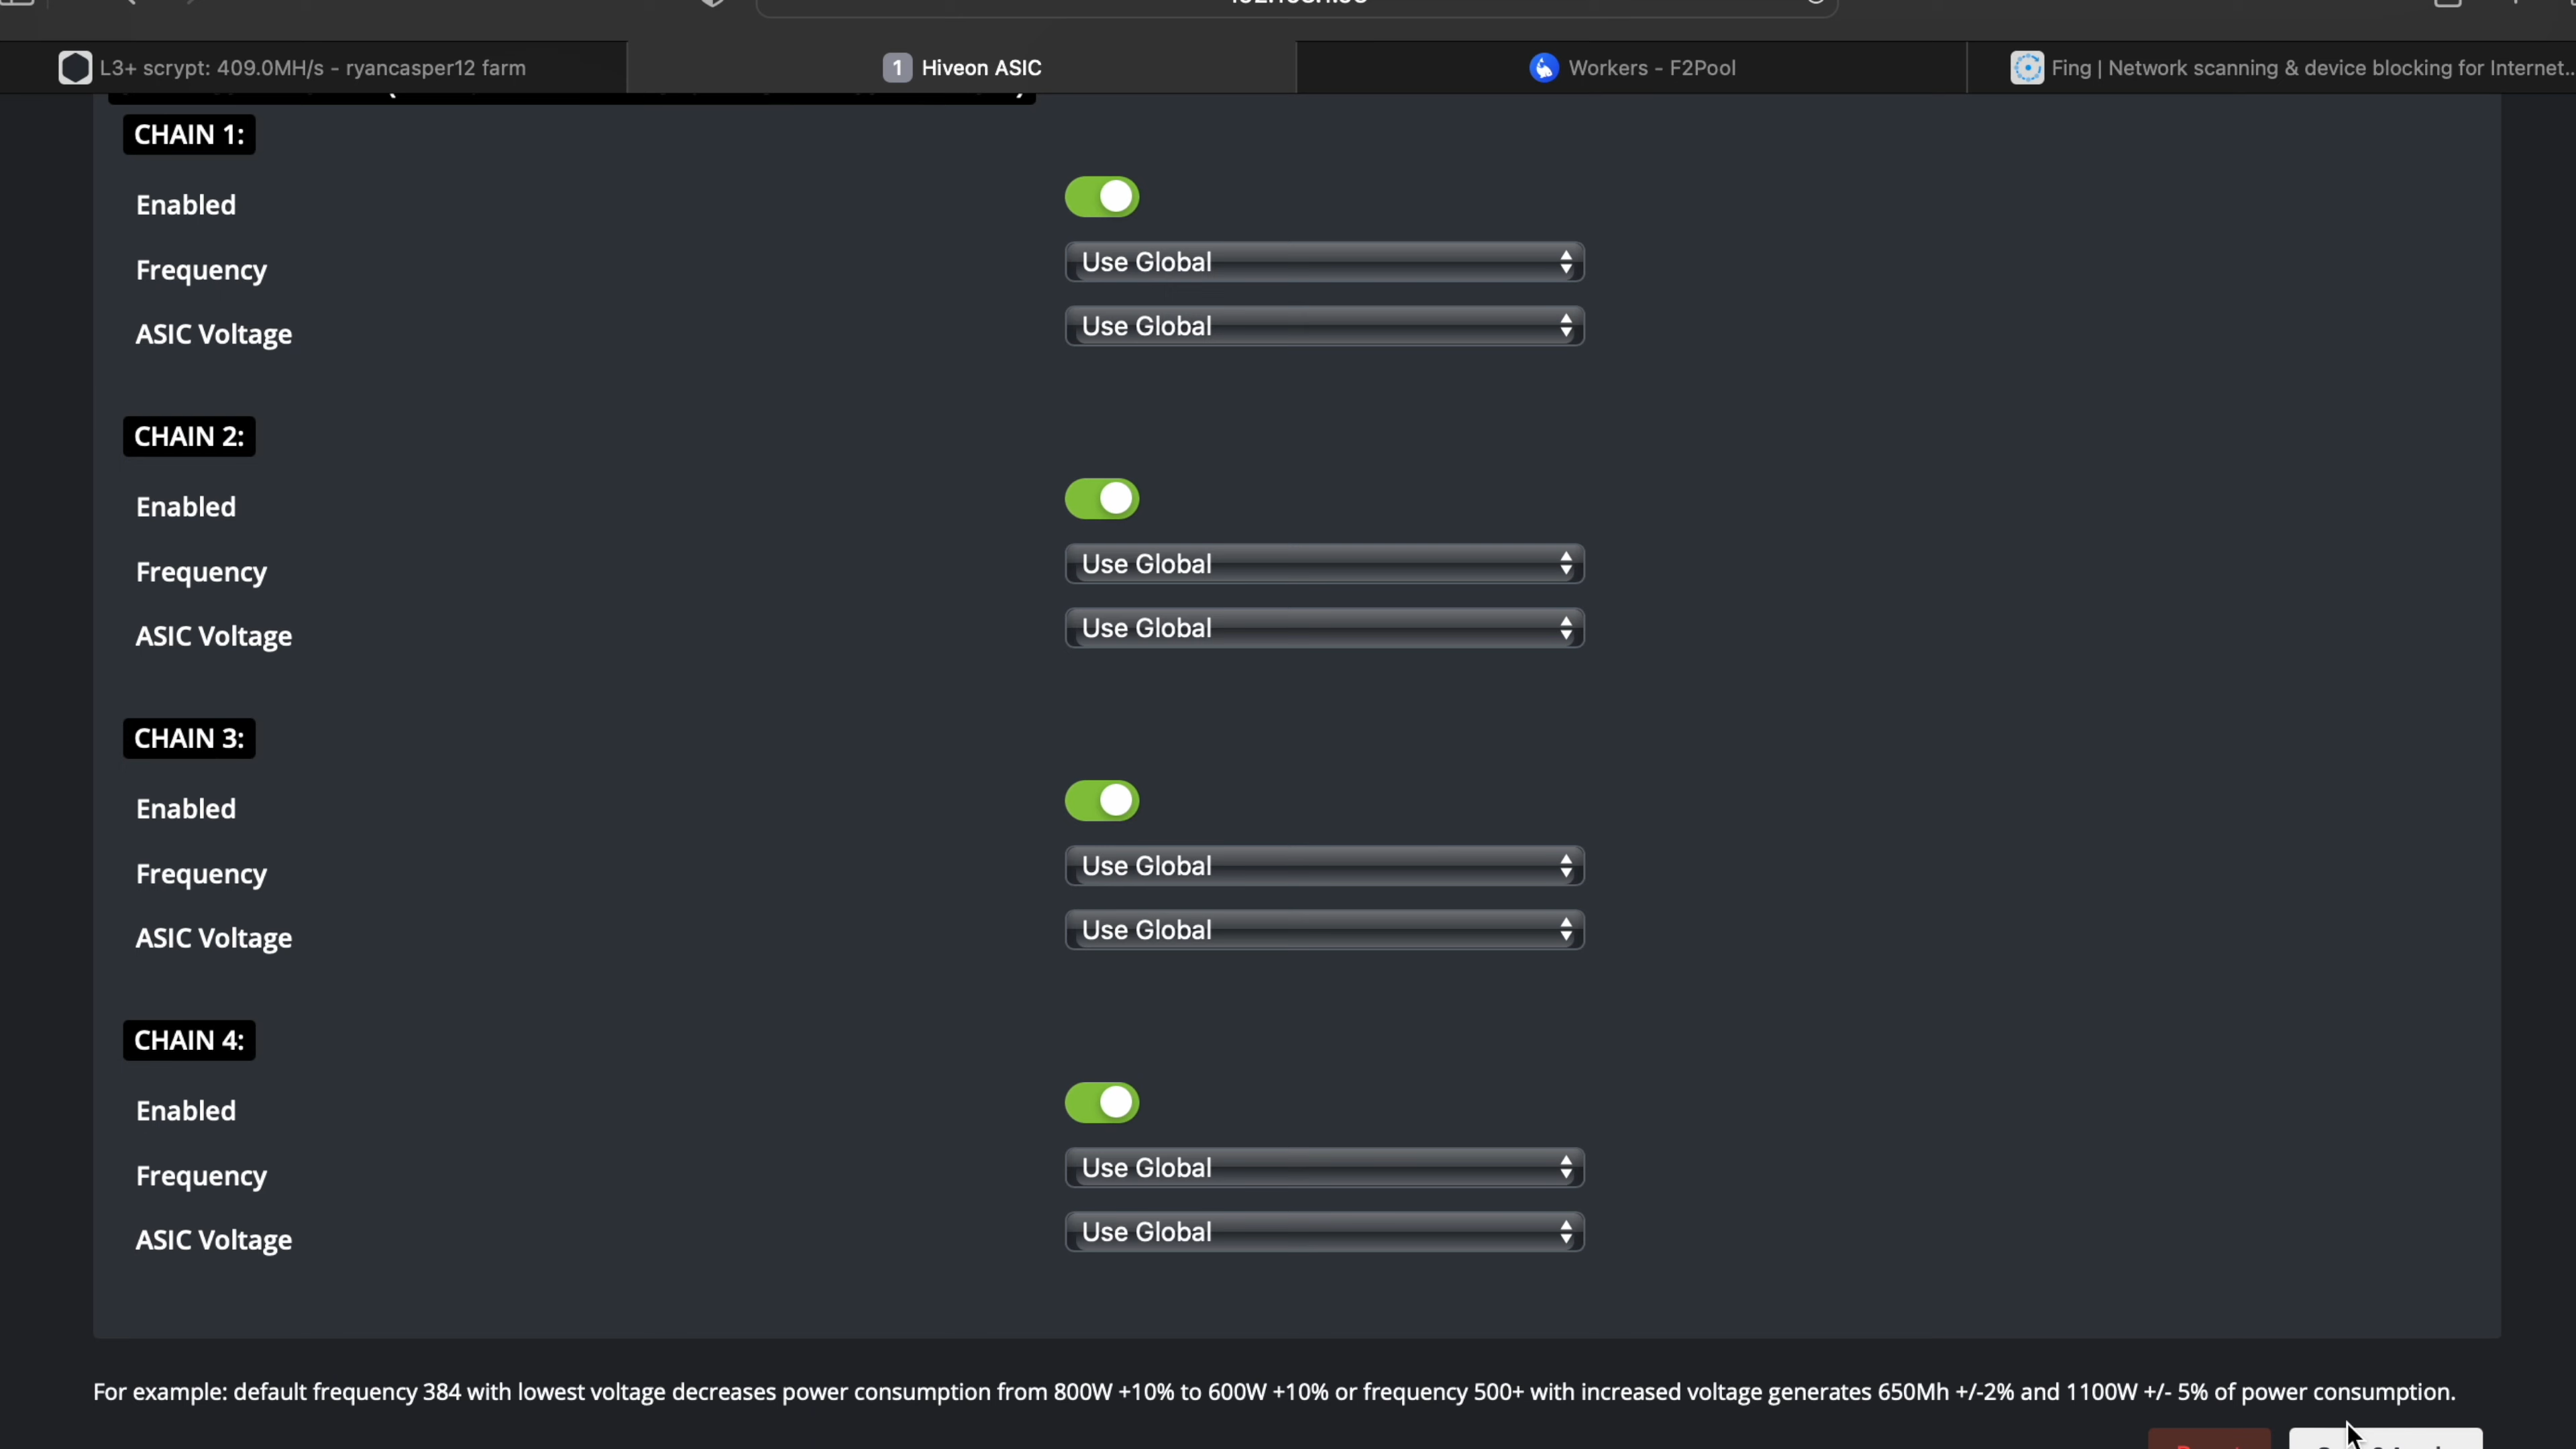 L3+ scrypt: 409.0MH/s - ryancasper12 farm
1 Hiveon ASIC
Workers - F2Pool
Fing | Network scanning & device blocking for Internet...
CHAIN 1:
Enabled
Frequency Use Global
ASIC Voltage Use Global
CHAIN 2:
Enabled
Frequency Use Global
ASIC Voltage Use Global
CHAIN 3:
Enabled
Frequency Use Global
ASIC Voltage Use Global
CHAIN 4:
Enabled
Frequency Use Global
ASIC Voltage Use Global
For example: default frequency 384 with lowest voltage decreases power consumption from 800W +10% to 600W +10% or frequency 500+ with increased voltage generates 650Mh +/-2% and 1100W +/- 5% of power consumption.